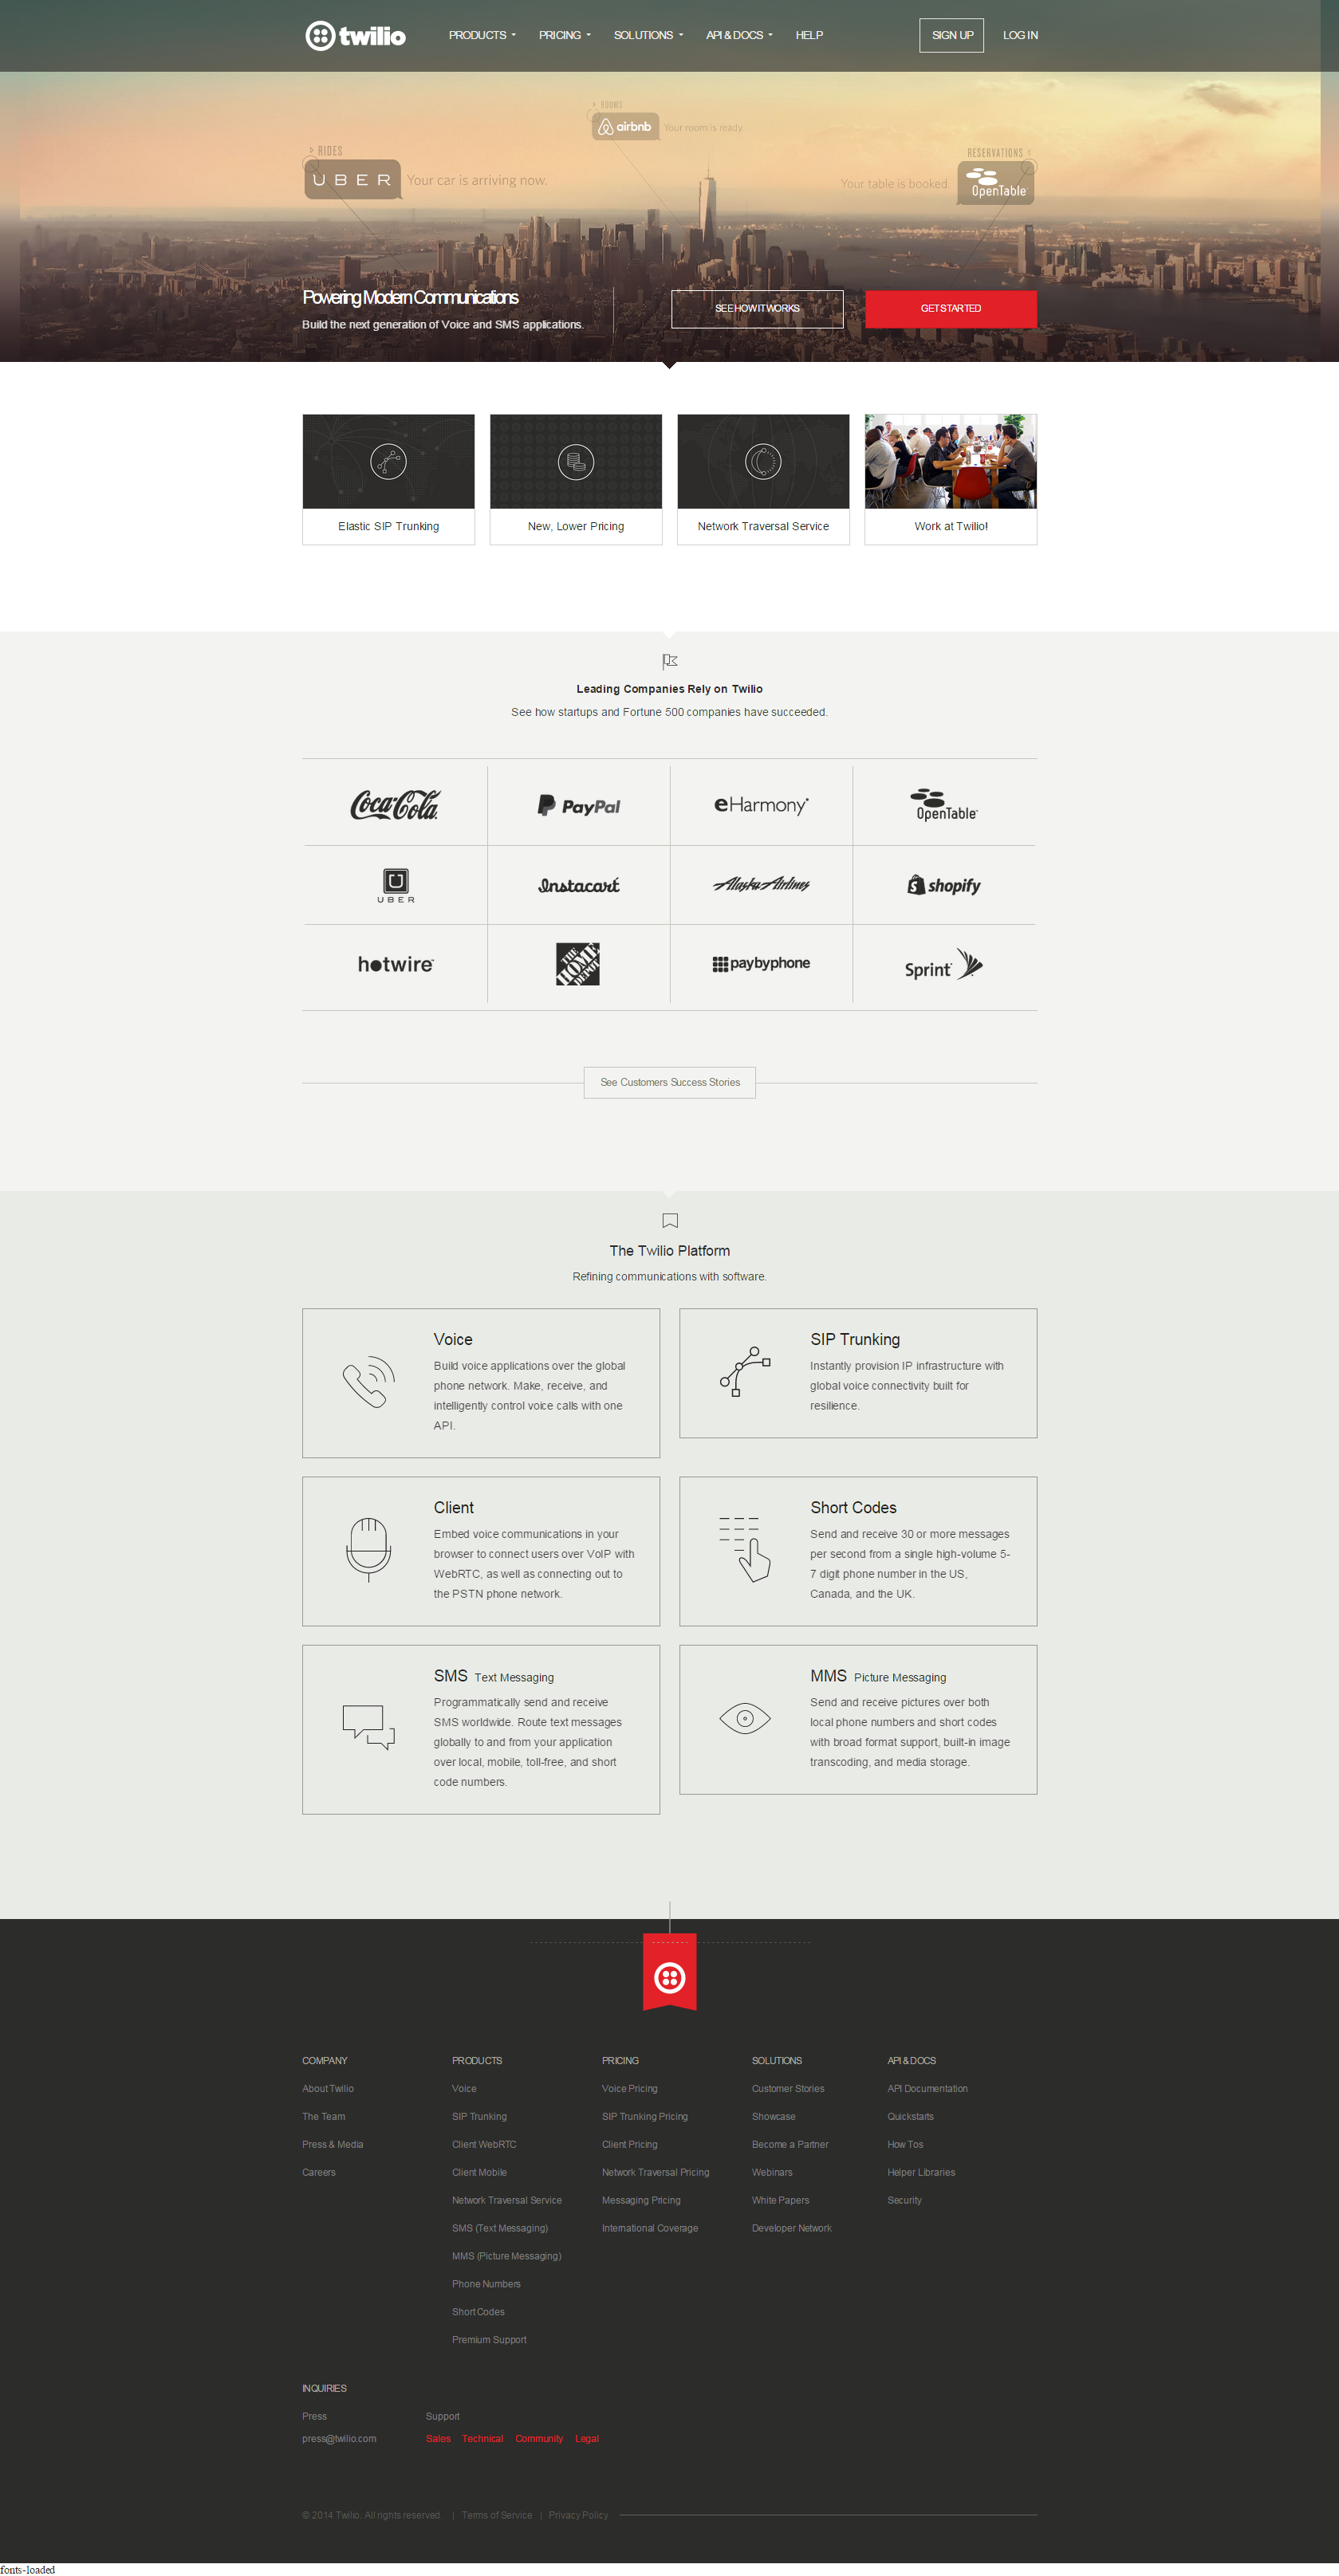 twilio
PRODUCTS
PRICING
SOLUTIONS
API & DOCS
HELP
SIGN UP
LOG IN
ROOMS
airbnb
Your room is ready.
RIDES
UBER
Your car is arriving now.
RESERVATIONS
Your table is booked.
OpenTable
Powering Modern Communications
Build the next generation of Voice and SMS applications.
SEE HOW IT WORKS
GET STARTED
Elastic SIP Trunking
New, Lower Pricing
Network Traversal Service
Work at Twilio!
Leading Companies Rely on Twilio
See how startups and Fortune 500 companies have succeeded.
Coca-Cola
PayPal
eHarmony
OpenTable
UBER
Instacart
Alaska Airlines
shopify
hotwire
THE HOME DEPOT
paybyphone
Sprint
See Customers Success Stories
The Twilio Platform
Refining communications with software.
Voice
Build voice applications over the global
phone network. Make, receive, and
intelligently control voice calls with one
API.
SIP Trunking
Instantly provision IP infrastructure with
global voice connectivity built for
resilience.
Client
Embed voice communications in your
browser to connect users over VoIP with
WebRTC, as well as connecting out to
the PSTN phone network.
Short Codes
Send and receive 30 or more messages
per second from a single high-volume 5-
7 digit phone number in the US,
Canada, and the UK.
SMS Text Messaging
Programmatically send and receive
SMS worldwide. Route text messages
globally to and from your application
over local, mobile, toll-free, and short
code numbers.
MMS Picture Messaging
Send and receive pictures over both
local phone numbers and short codes
with broad format support, built-in image
transcoding, and media storage.
COMPANY
About Twilio
The Team
Press & Media
Careers
PRODUCTS
Voice
SIP Trunking
Client WebRTC
Client Mobile
Network Traversal Service
SMS (Text Messaging)
MMS (Picture Messaging)
Phone Numbers
Short Codes
Premium Support
PRICING
Voice Pricing
SIP Trunking Pricing
Client Pricing
Network Traversal Pricing
Messaging Pricing
International Coverage
SOLUTIONS
Customer Stories
Showcase
Become a Partner
Webinars
White Papers
Developer Network
API & DOCS
API Documentation
Quickstarts
How Tos
Helper Libraries
Security
INQUIRIES
Press
press@twilio.com
Support
Sales Technical Community Legal
© 2014 Twilio. All rights reserved. | Terms of Service | Privacy Policy
fonts-loaded